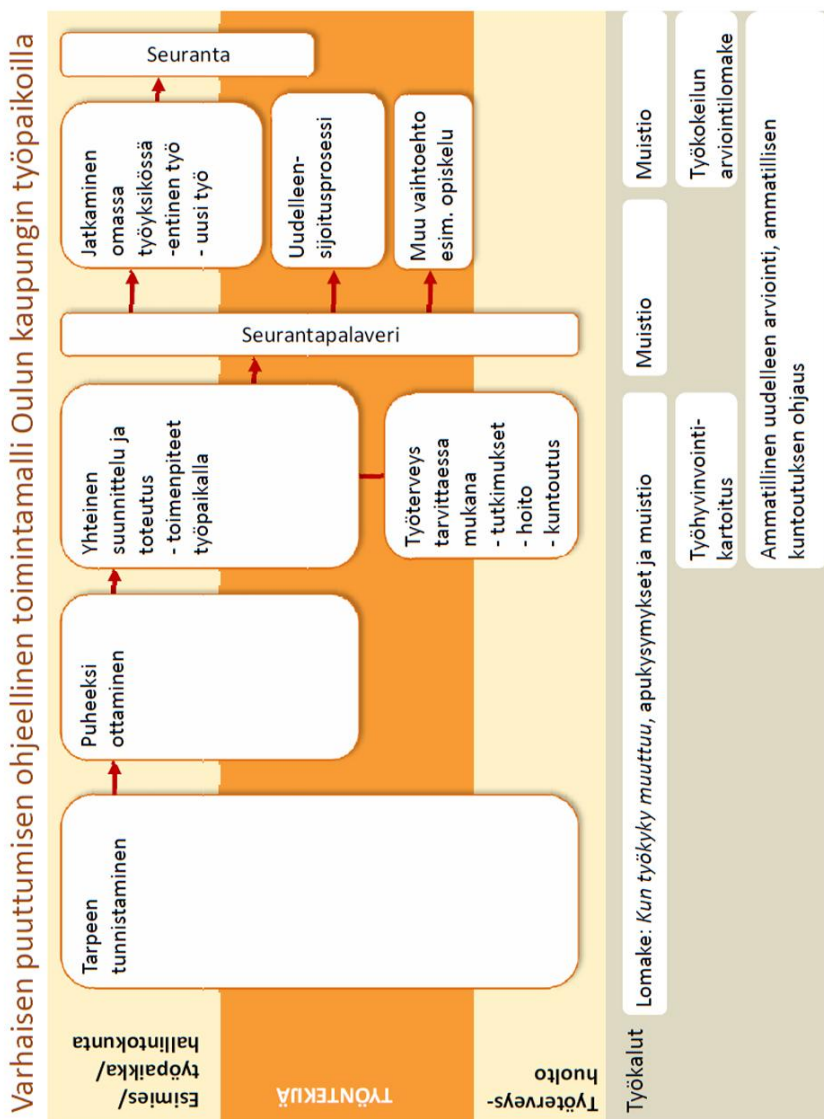 Varhaisen puuttumisen ohjeellinen toimintamalli Oulun kaupungin työpaikoilla
Esimies/
työpaikka/
hallintokunta
TYÖNTEKIJÄ
Työterveys-
huolto
Tarpeen
tunnistaminen
Puheeksi
ottaminen
Yhteinen
suunnittelu ja
toteutus
- toimenpiteet
työpaikalla
Työterveys
tarvittaessa
mukana
- tutkimukset
- hoito
- kuntoutus
Seurantapalaveri
Jatkaminen
omassa
työyksikössä
-entinen työ
- uusi työ
Uudelleen-
sijoitusprosessi
Muu vaihtoehto
esim. opiskelu
Seuranta
Työkalut
Lomake: Kun työkyky muuttuu, apukysymykset ja muistio
Muistio
Muistio
Työhyvinvointi-
kartoitus
Työkokeilun
arviointilomake
Ammatillinen uudelleen arviointi, ammatillisen
kuntoutuksen ohjaus